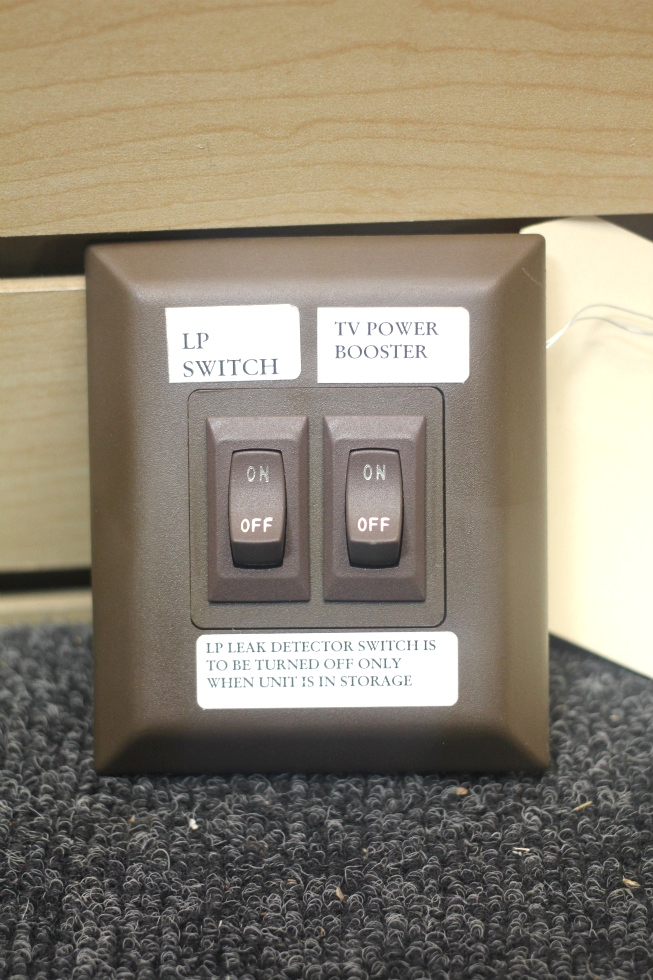 LP
SWITCH
TV POWER
BOOSTER
ON
OFF
ON
OFF
LP LEAK DETECTOR SWITCH IS
TO BE TURNED OFF ONLY
WHEN UNIT IS IN STORAGE